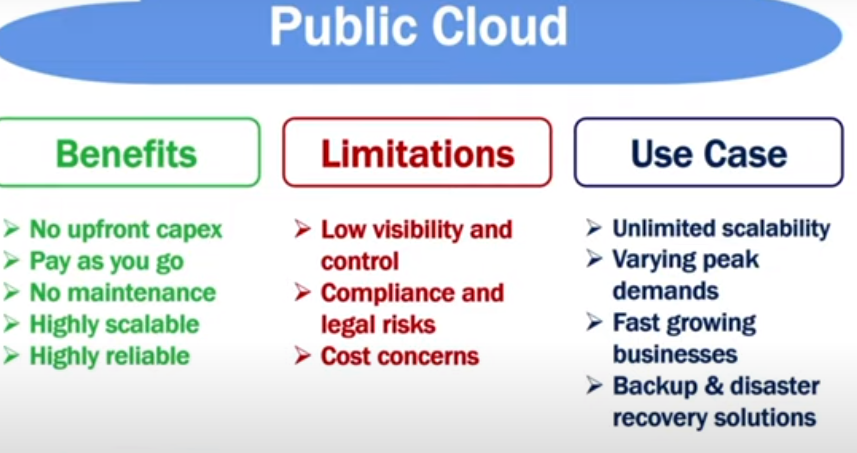 Public Cloud
Benefits
No upfront capex
Pay as you go
No maintenance
Highly scalable
Highly reliable
Limitations
Low visibility and
control
Compliance and
legal risks
Cost concerns
Use Case
Unlimited scalability
Varying peak
demands
Fast growing
businesses
Backup & disaster
recovery solutions